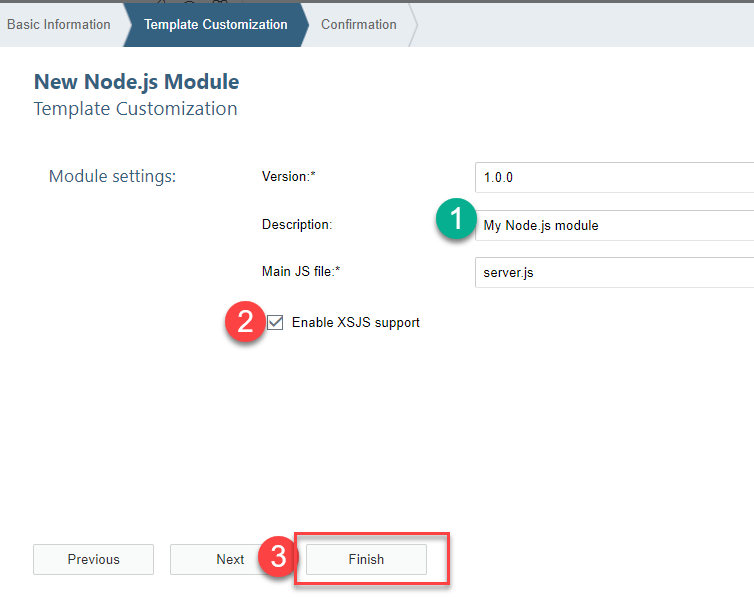 Basic Information Template Customization Confirmation
New Node.js Module
Template Customization
Module settings: Version:* 1.0.0
Description: 1 My Node.js module
Main JS file:* server.js
2 Enable XSJS support
Previous Next 3 Finish